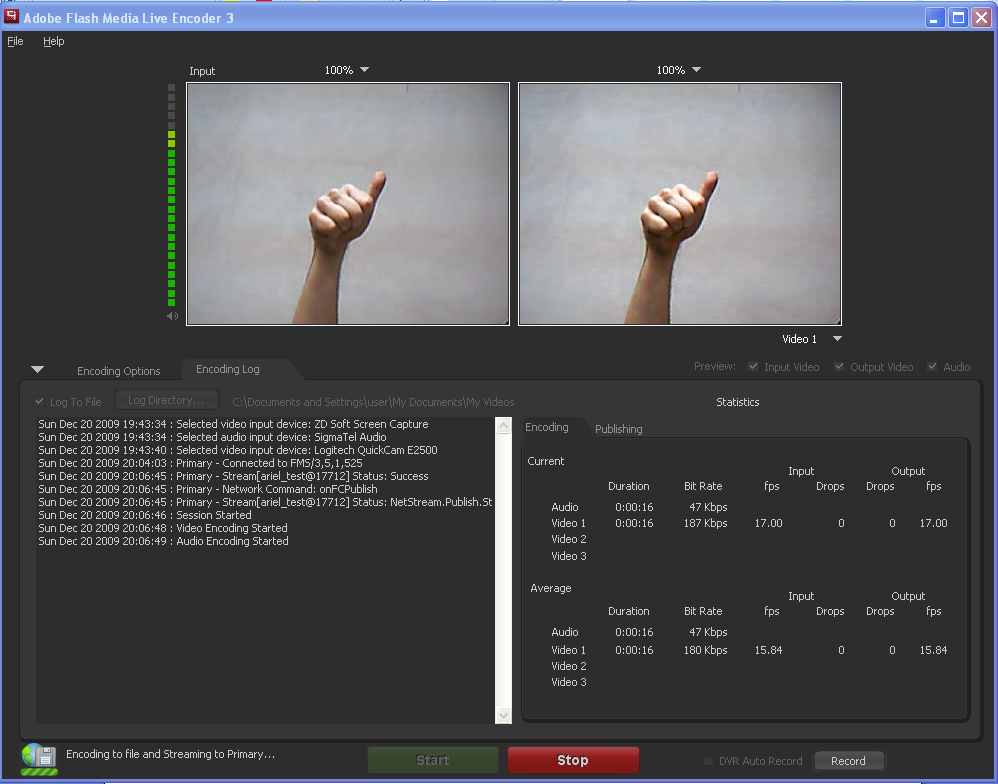 Adobe Flash Media Live Encoder 3
File Help
Input 100% 100%
Video 1
Encoding Options Encoding Log Preview: Input Video Output Video Audio
Log To File Log Directory... C:\Documents and Settings\user\My Documents\My Videos
Statistics
Sun Dec 20 2009 19:43:34 : Selected video input device: ZD Soft Screen Capture
Sun Dec 20 2009 19:43:34 : Selected audio input device: SigmaTel Audio
Sun Dec 20 2009 19:43:40 : Selected video input device: Logitech QuickCam E2500
Sun Dec 20 2009 20:04:03 : Primary - Connected to FMS/3,5,1,525
Sun Dec 20 2009 20:06:45 : Primary - Stream[ariel_test@17712] Status: Success
Sun Dec 20 2009 20:06:45 : Primary - Network Command: onFCPublish
Sun Dec 20 2009 20:06:45 : Primary - Stream[ariel_test@17712] Status: NetStream.Publish.St
Sun Dec 20 2009 20:06:46 : Session Started
Sun Dec 20 2009 20:06:48 : Video Encoding Started
Sun Dec 20 2009 20:06:49 : Audio Encoding Started
Encoding Publishing
Current
Input Output
Duration Bit Rate fps Drops Drops fps
Audio 0:00:16 47 Kbps
Video 1 0:00:16 187 Kbps 17.00 0 0 17.00
Video 2
Video 3
Average
Input Output
Duration Bit Rate fps Drops Drops fps
Audio 0:00:16 47 Kbps
Video 1 0:00:16 180 Kbps 15.84 0 0 15.84
Video 2
Video 3
Encoding to file and Streaming to Primary...
Start Stop DVR Auto Record Record